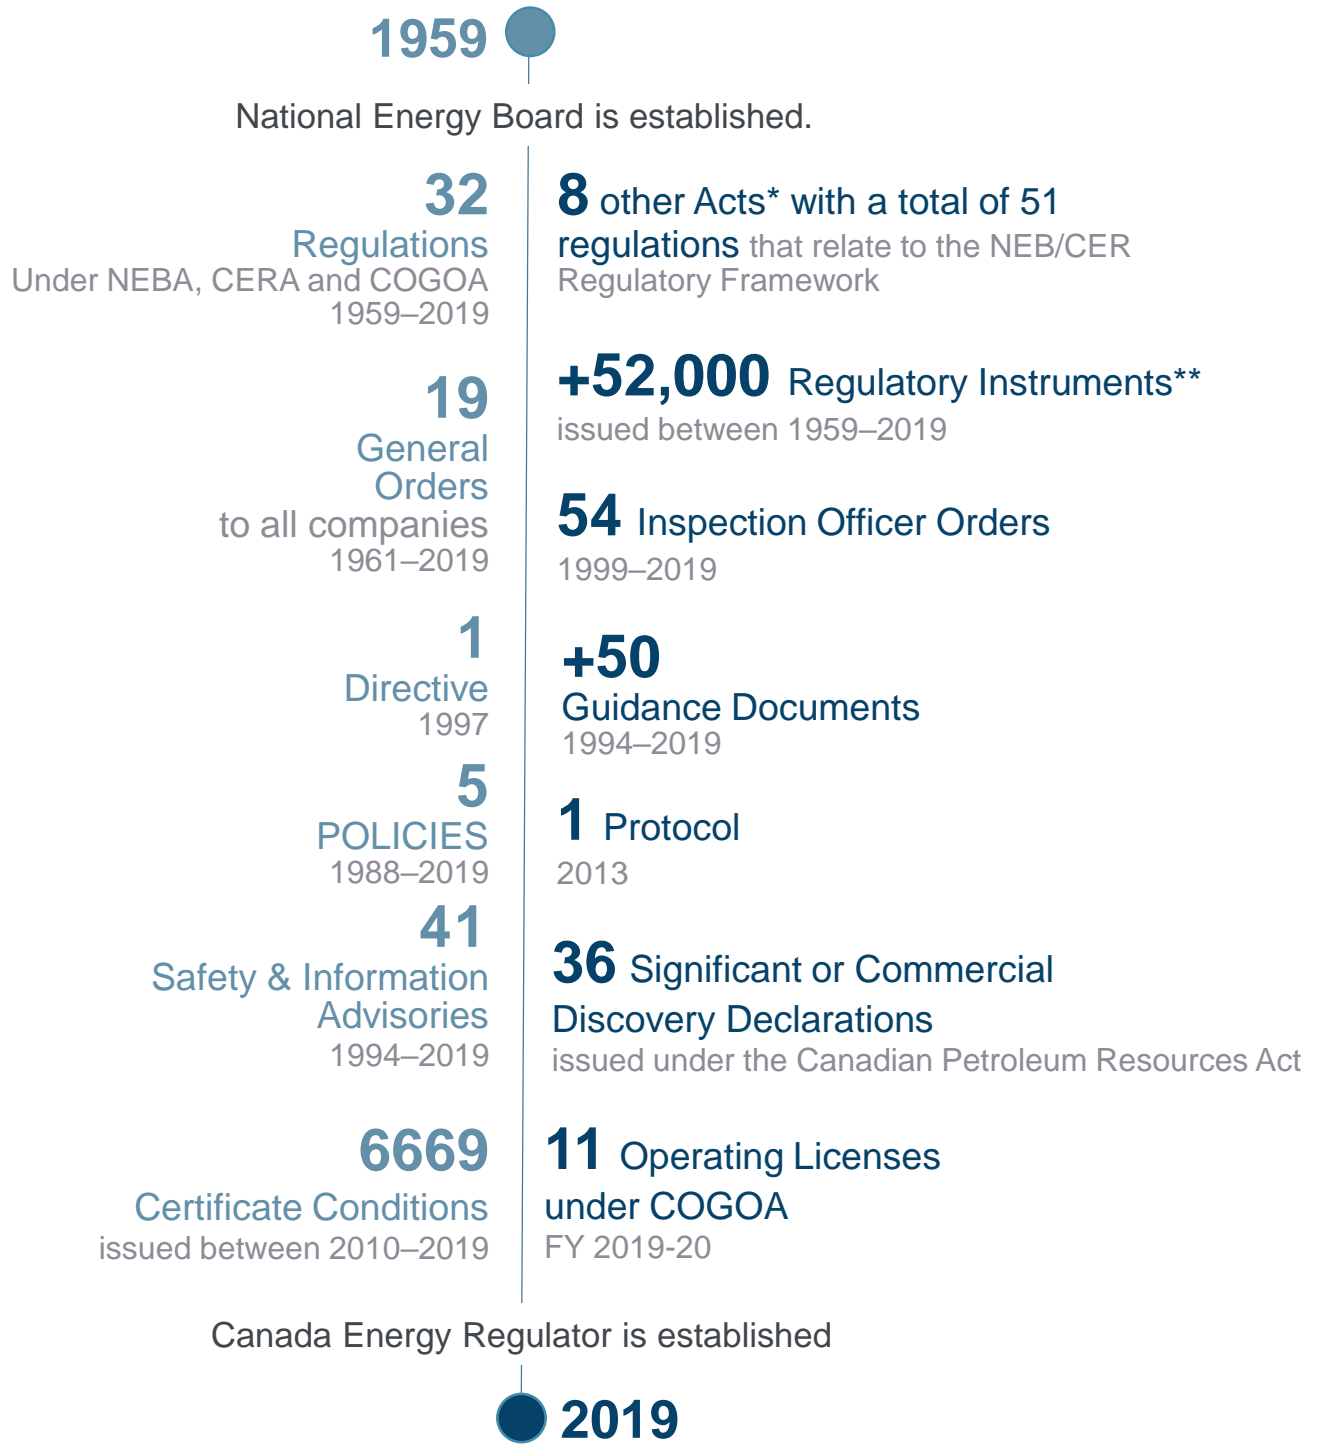 1959
National Energy Board is established.
32
Regulations
Under NEBA, CERA and COGOA
1959–2019
8 other Acts* with a total of 51
regulations that relate to the NEB/CER
Regulatory Framework
19
General
Orders
to all companies
1961–2019
+52,000 Regulatory Instruments**
issued between 1959–2019
54 Inspection Officer Orders
1999–2019
1
Directive
1997
+50
Guidance Documents
1994–2019
5
POLICIES
1988–2019
1 Protocol
2013
41
Safety & Information
Advisories
1994–2019
36 Significant or Commercial
Discovery Declarations
issued under the Canadian Petroleum Resources Act
6669
Certificate Conditions
issued between 2010–2019
11 Operating Licenses
under COGOA
FY 2019-20
Canada Energy Regulator is established
2019